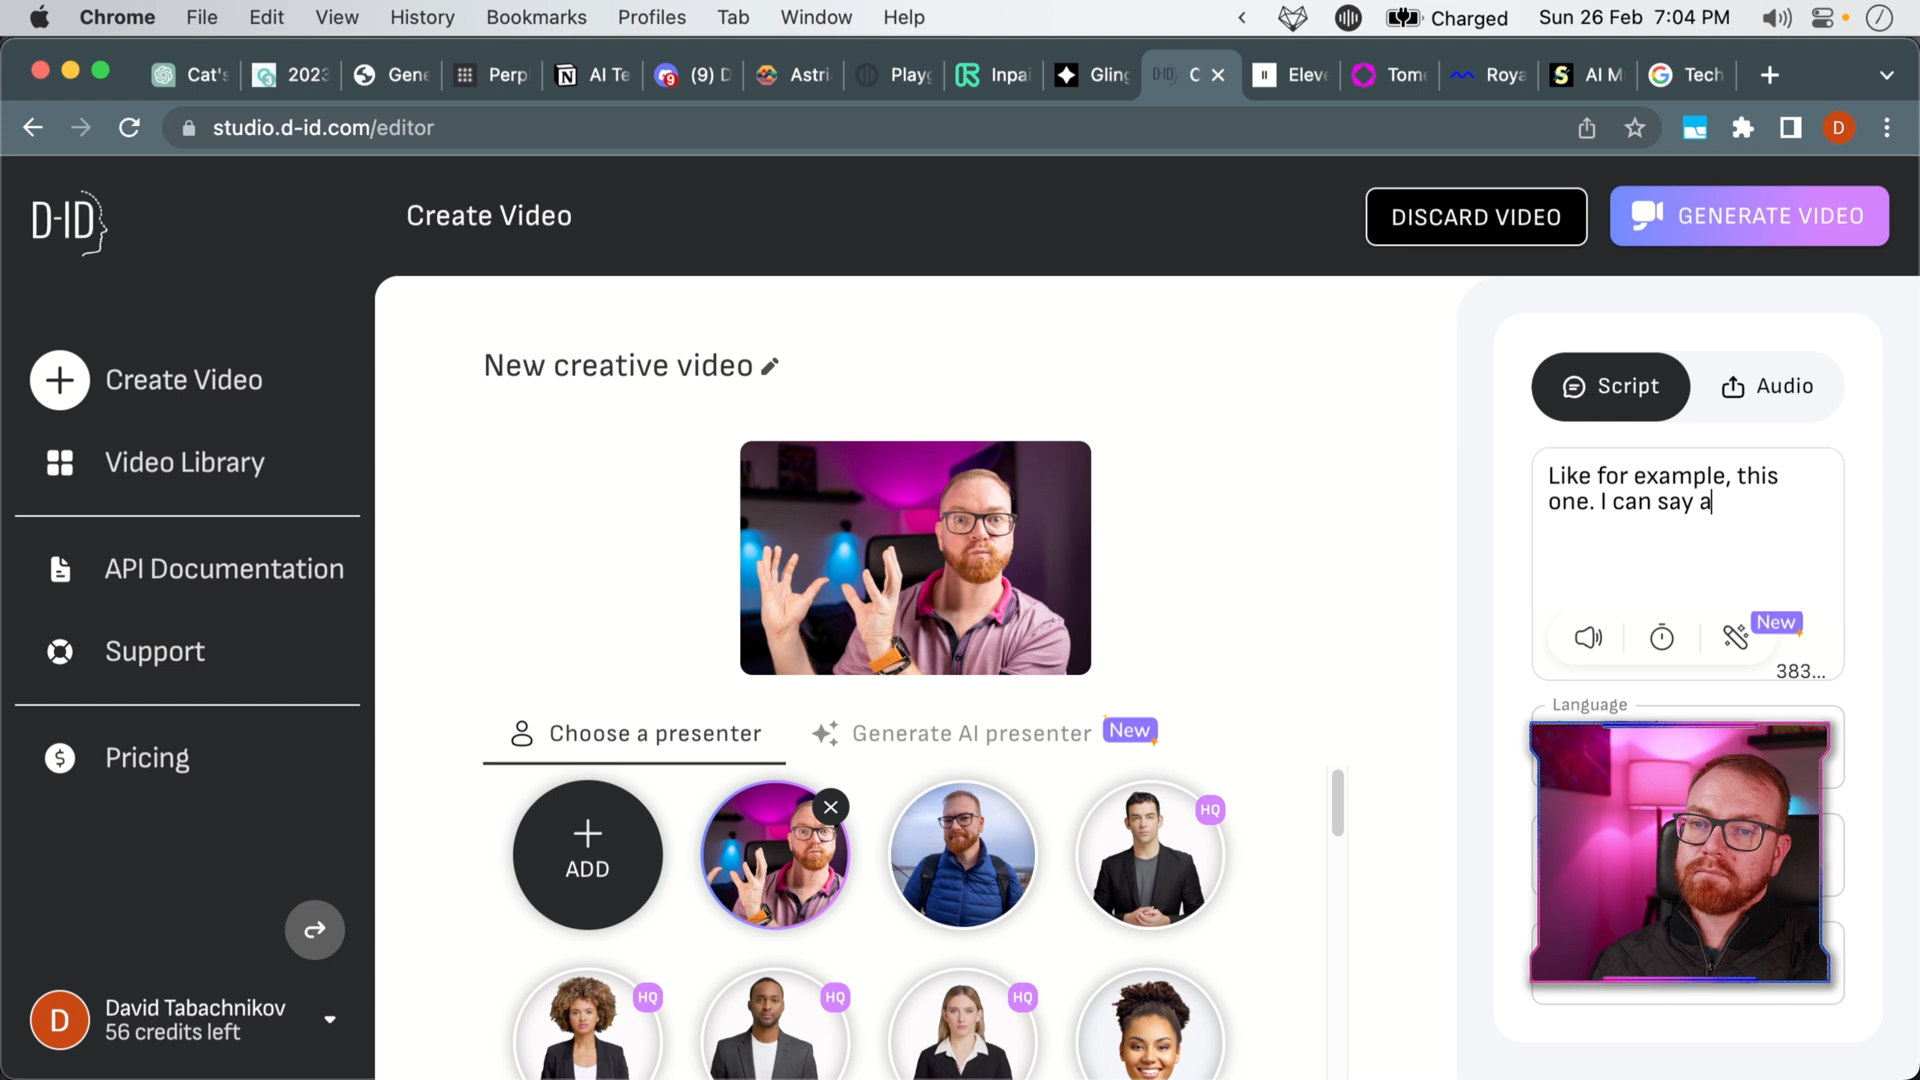 Chrome File Edit View History Bookmarks Profiles Tab Window Help Charged Sun 26 Feb 7:04 PM
Cat's 2023 Gene Perp AI Te (9) D Astri Play Inpai Gling C Eleve Tom Roya AI M Tech
studio.d-id.com/editor D
D-ID Create Video DISCARD VIDEO GENERATE VIDEO
Create Video
Video Library
API Documentation
Support
Pricing
David Tabachnikov
D
56 credits left
New creative video
Choose a presenter Generate AI presenter New
ADD
HQ
HQ HQ HQ
Script Audio
Like for example, this
one. I can say a
New
383...
Language